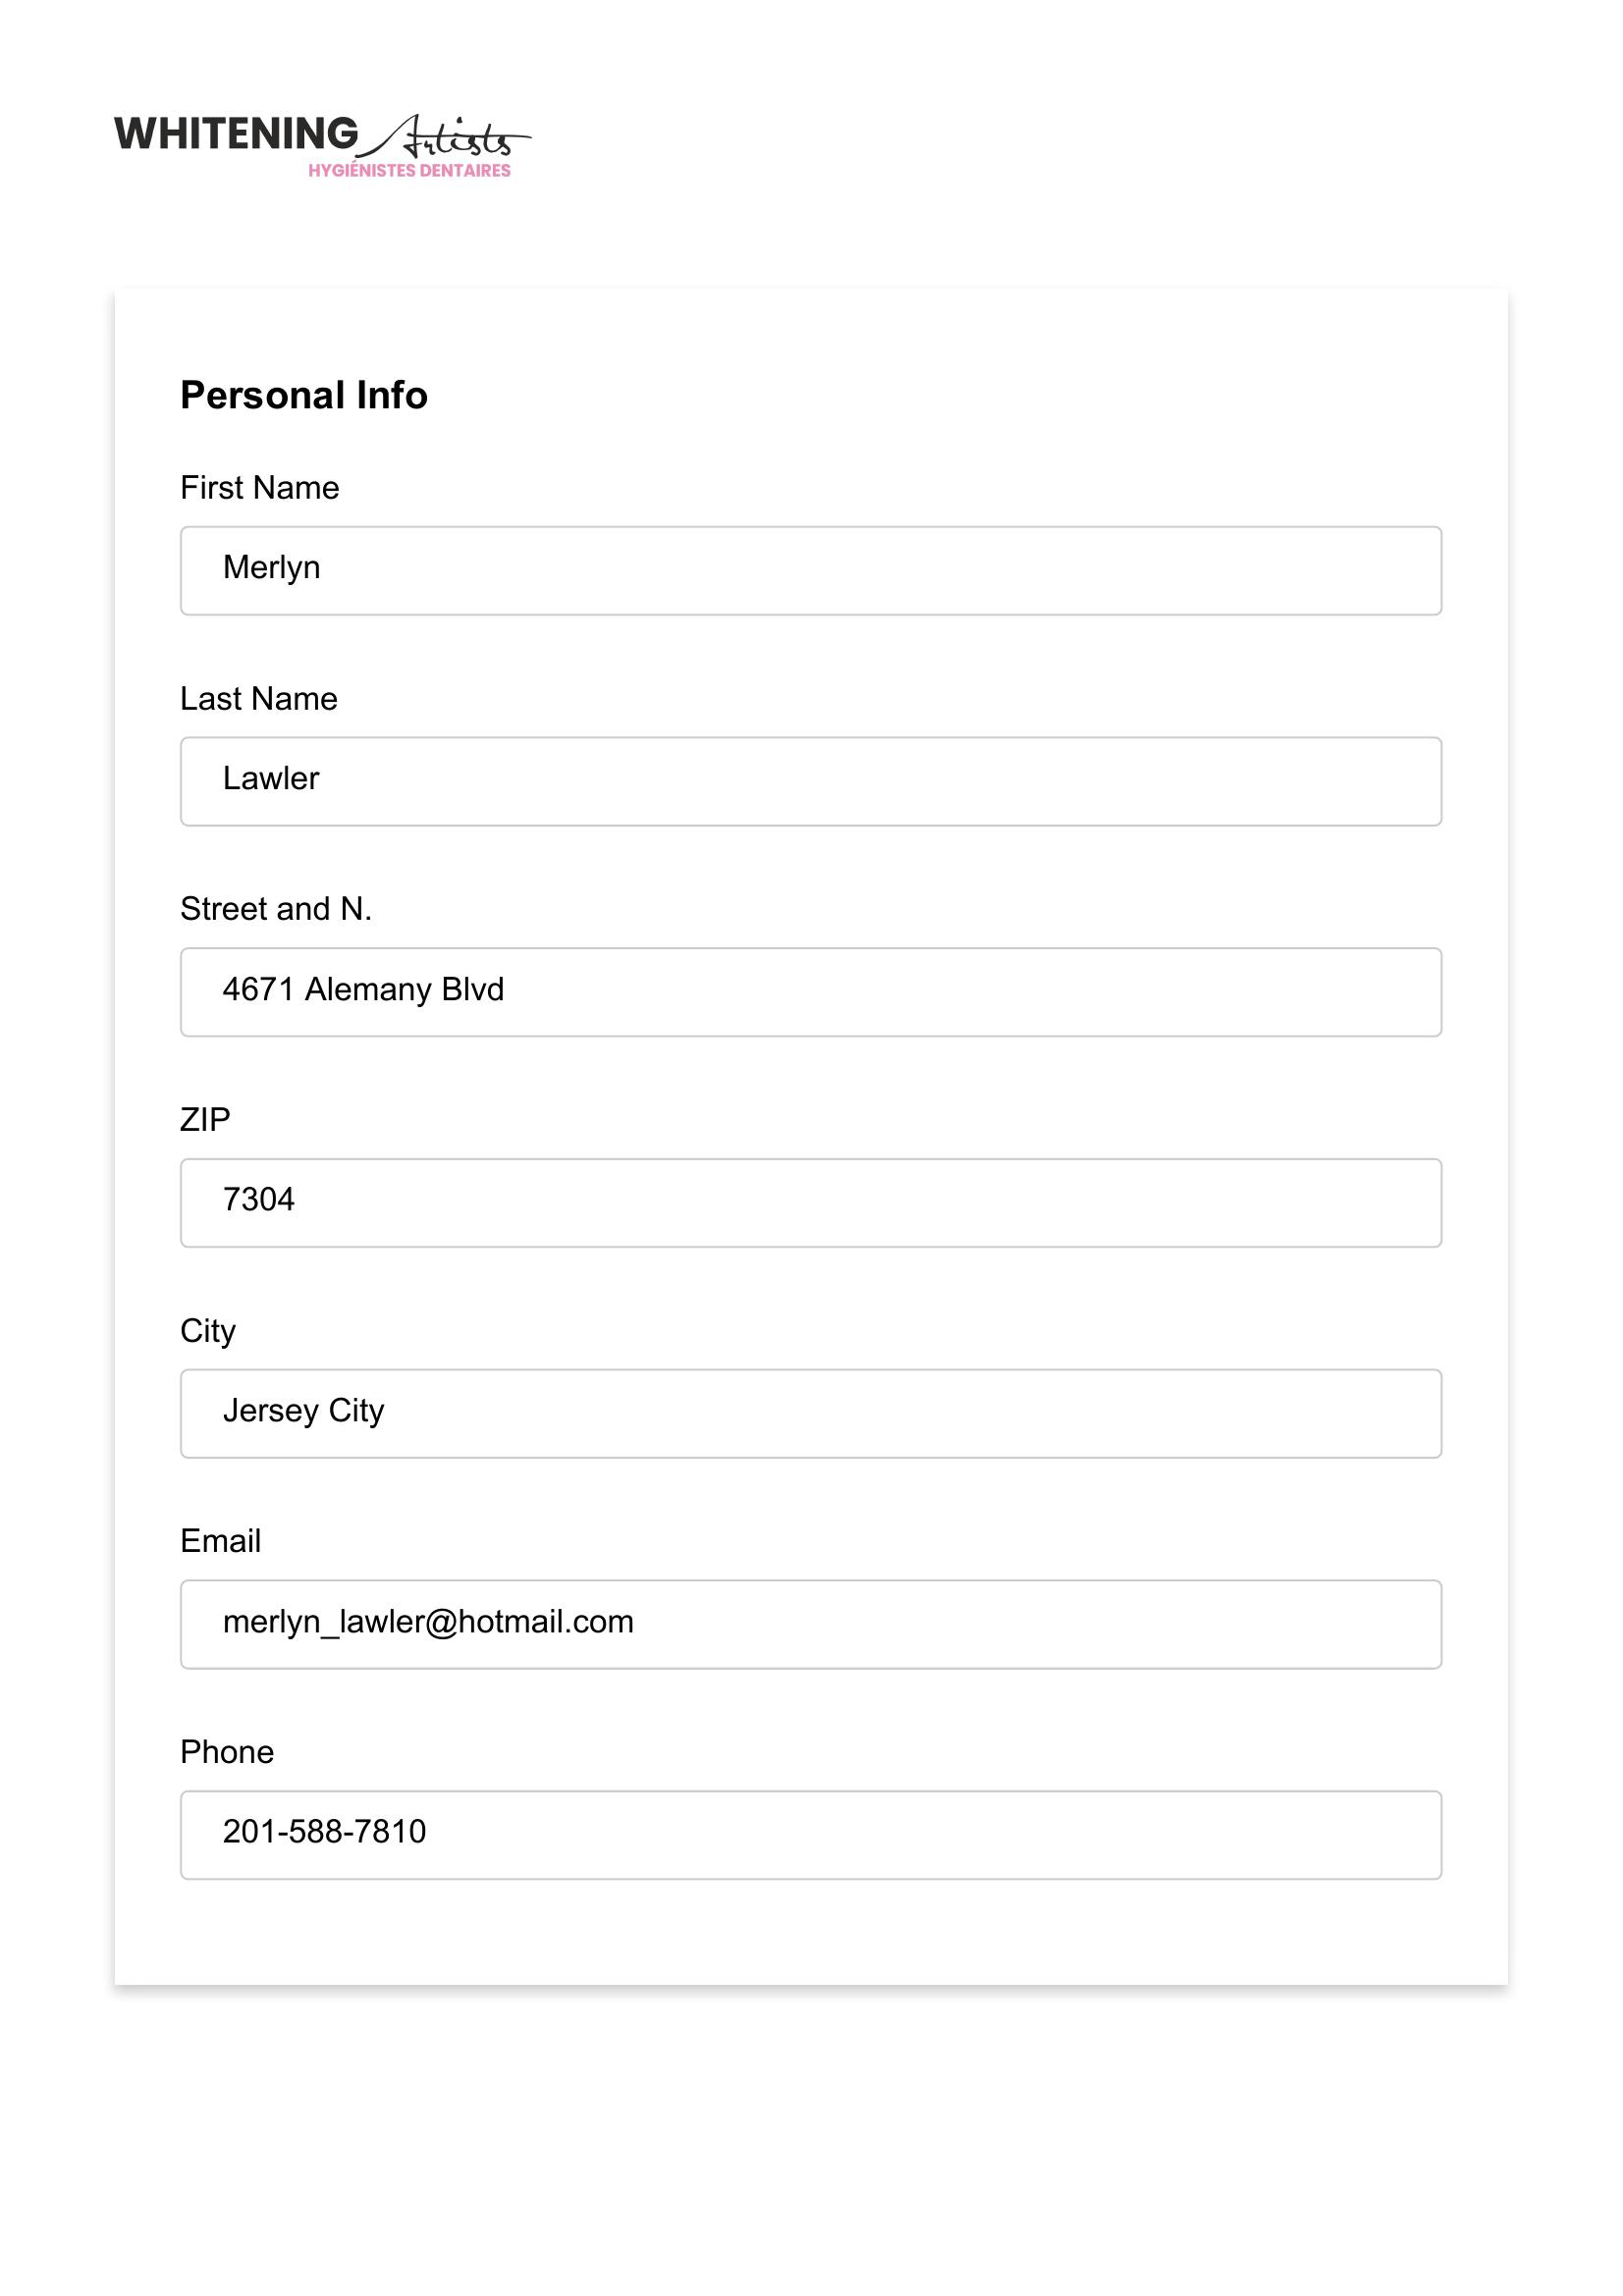 WHITENING Artists
HYGIÉNISTES DENTAIRES
Personal Info
First Name
Merlyn
Last Name
Lawler
Street and N.
4671 Alemany Blvd
ZIP
7304
City
Jersey City
Email
merlyn_lawler@hotmail.com
Phone
201-588-7810